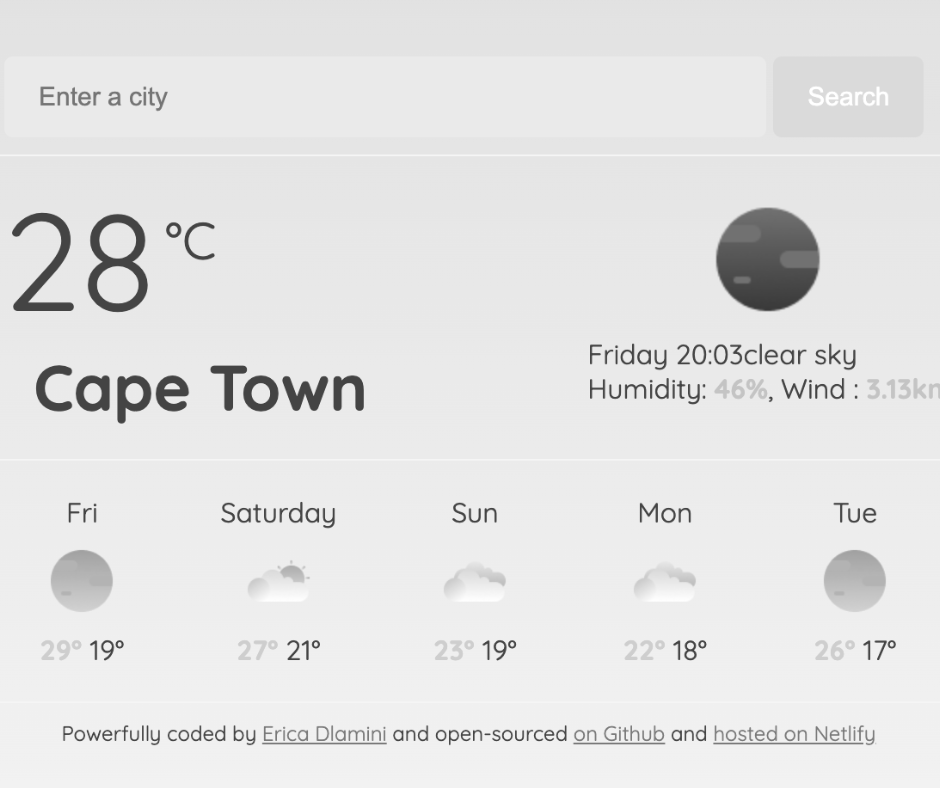 Enter a city
Search
28 °C
Cape Town
Friday 20:03clear sky
Humidity: 46%, Wind : 3.13
Fri Saturday Sun Mon Tue
29° 19° 27° 21° 23° 19° 22° 18° 26° 17°
Powerfully coded by Erica Dlamini and open-sourced on Github and hosted on Netlify